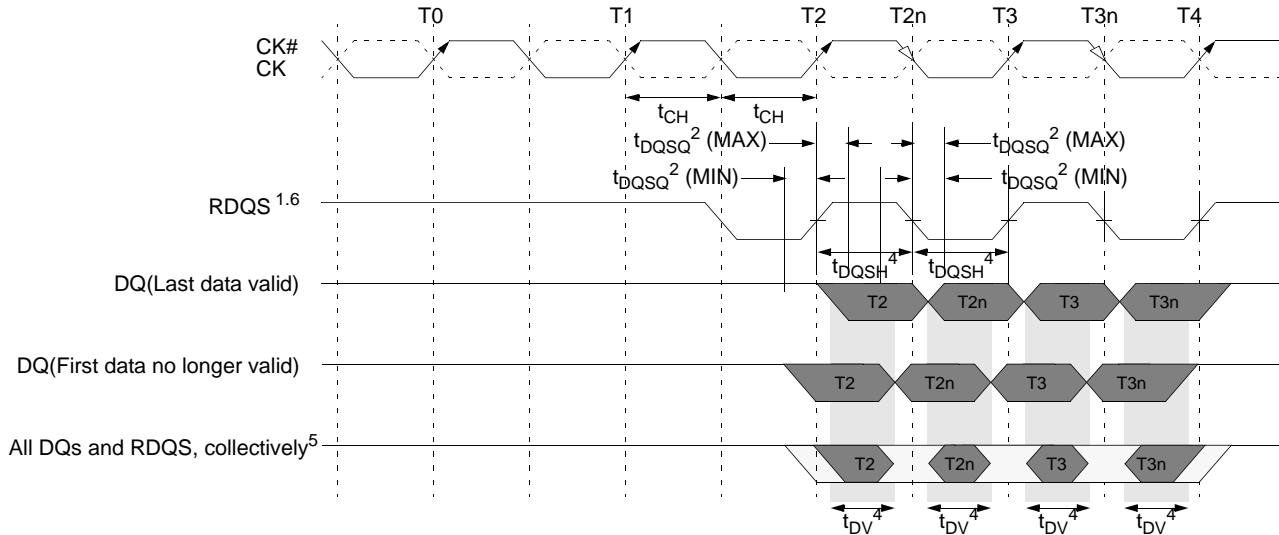 T0 T1 T2 T2n T3 T3n T4
CK#
CK
tCH tCH
tDQSQ² (MAX) tDQSQ² (MAX)
tDQSQ² (MIN) tDQSQ² (MIN)
RDQS 1.6
tDQSH⁴ tDQSH⁴
DQ(Last data valid)
T2 T2n T3 T3n
DQ(First data no longer valid)
T2 T2n T3 T3n
All DQs and RDQS, collectively⁵
T2 T2n T3 T3n
tDV⁴ tDV⁴ tDV⁴ tDV⁴